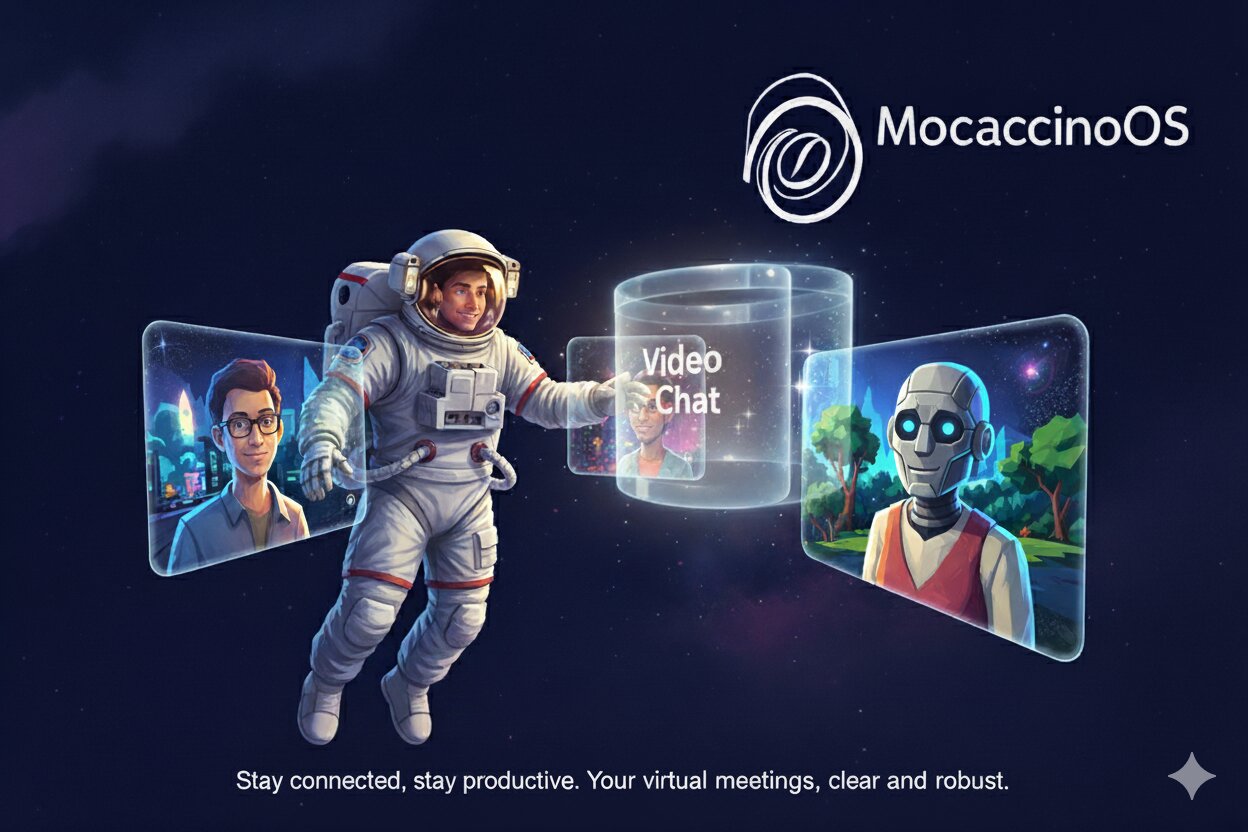 MocaccinoOS
Video
Chat
Stay connected, stay productive. Your virtual meetings, clear and robust.